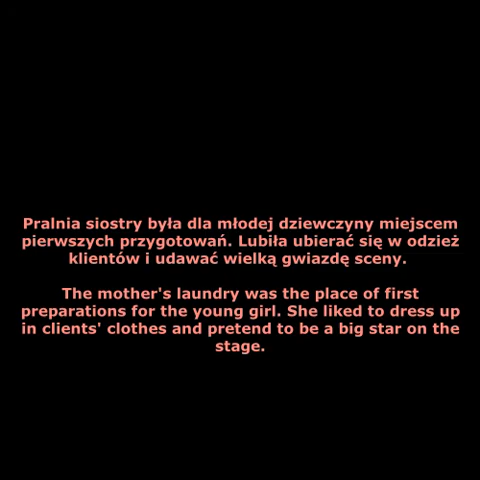 Pralnia siostry była dla młodej dziewczyny miejscem
pierwszych przygotowań. Lubiła ubierać się w odzież
klientów i udawać wielką gwiazdę sceny.
The mother's laundry was the place of first
preparations for the young girl. She liked to dress up
in clients' clothes and pretend to be a big star on the
stage.